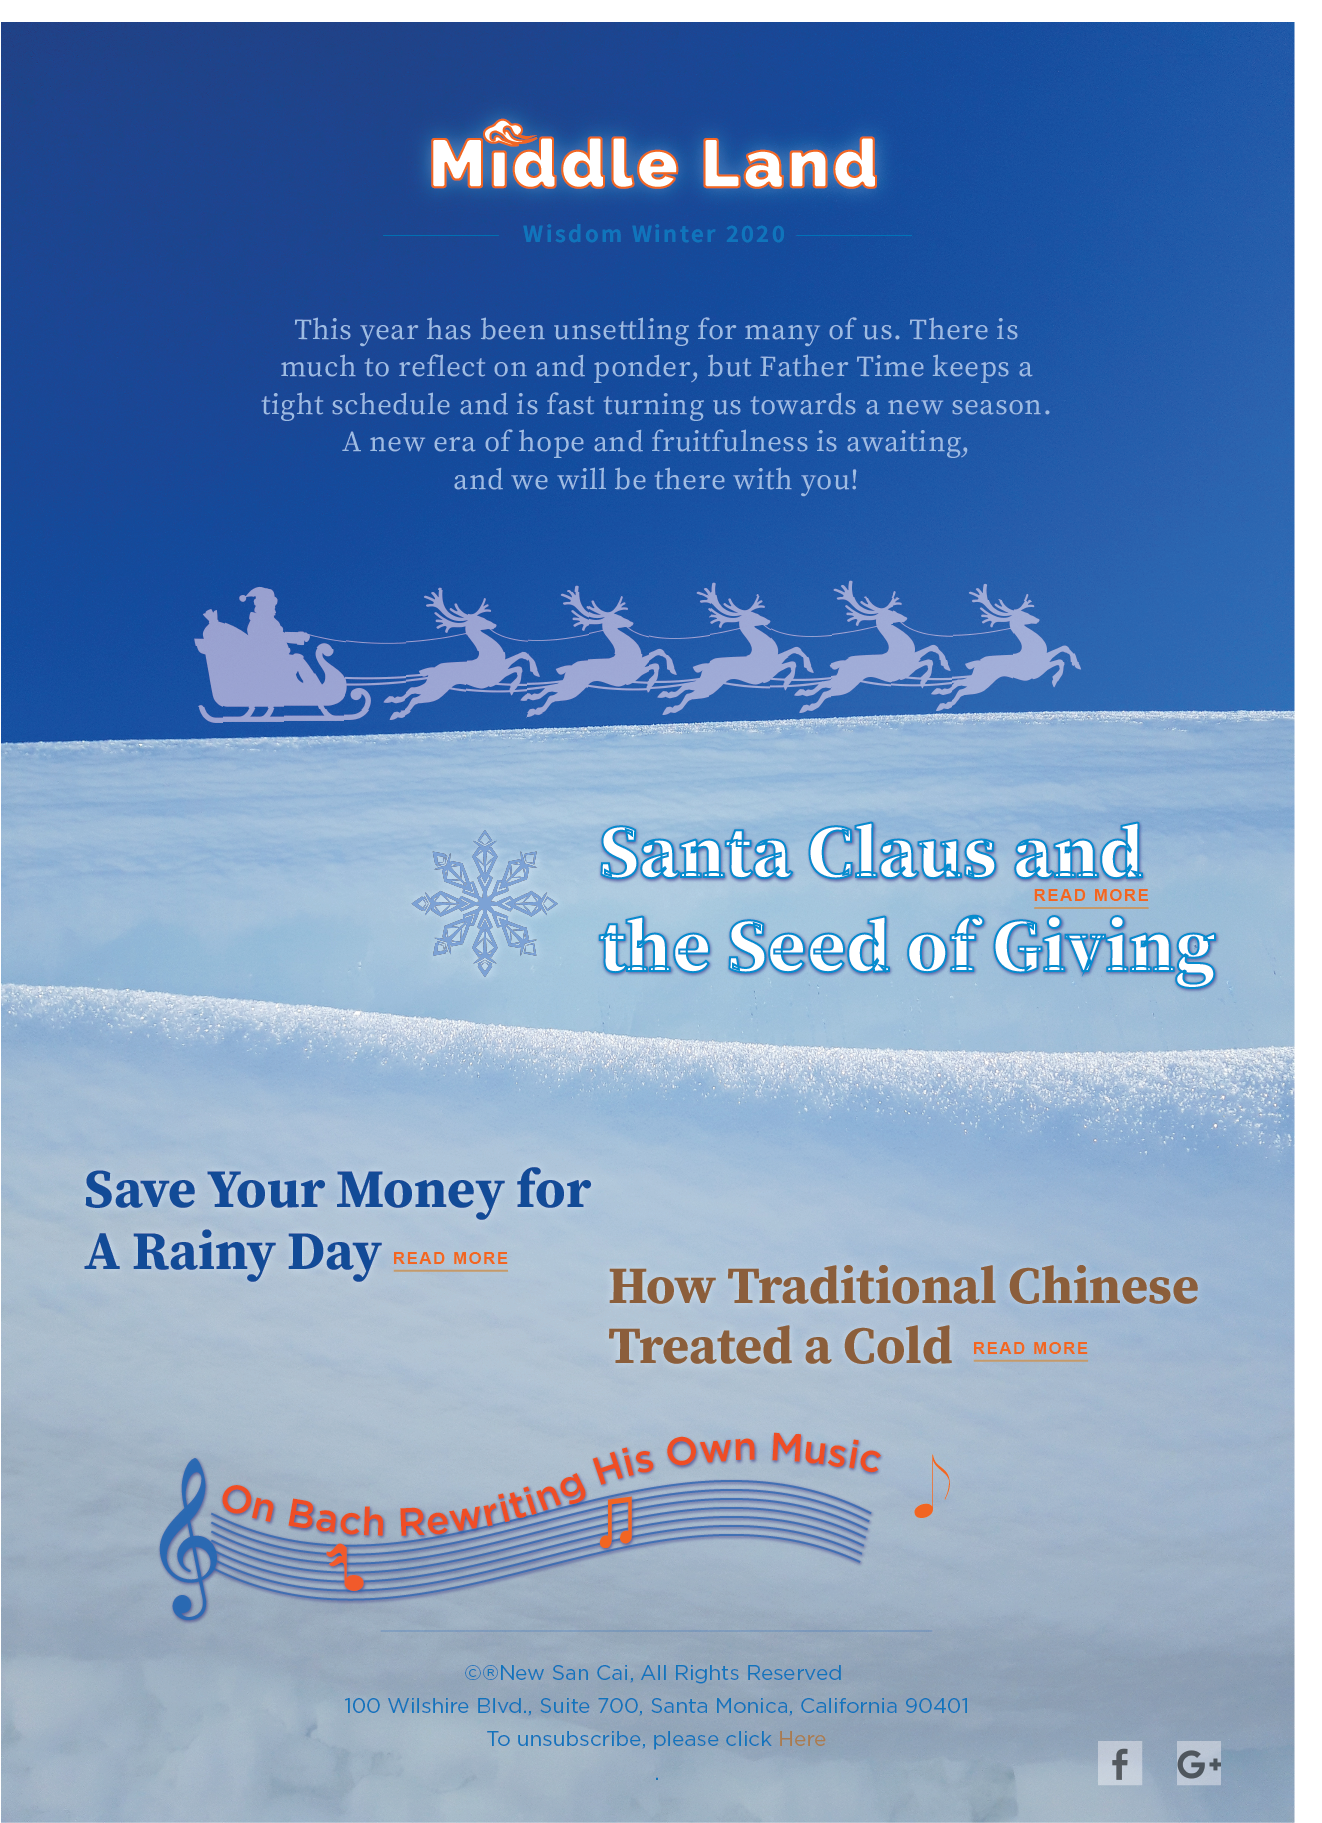 Middle Land
Wisdom Winter 2020
This year has been unsettling for many of us. There is
much to reflect on and ponder, but Father Time keeps a
tight schedule and is fast turning us towards a new season.
A new era of hope and fruitfulness is awaiting,
and we will be there with you!
Santa Claus and
READ MORE
the Seed of Giving
Save Your Money for
A Rainy Day READ MORE
How Traditional Chinese
Treated a Cold READ MORE
On Bach Rewriting His Own Music
©®New San Cai, All Rights Reserved
100 Wilshire Blvd., Suite 700, Santa Monica, California 90401
To unsubscribe, please click Here
.
f G+